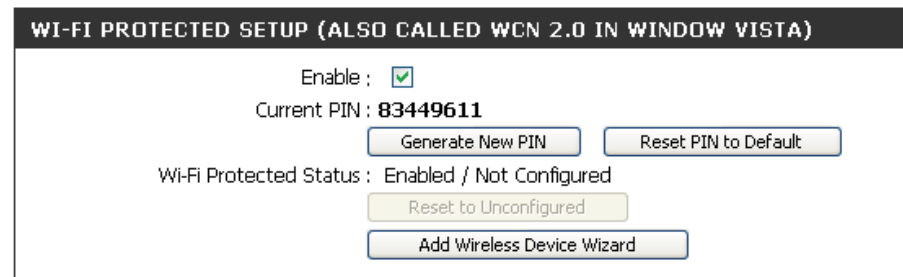 WI-FI PROTECTED SETUP (ALSO CALLED WCN 2.0 IN WINDOW VISTA)
Enable :
Current PIN : 83449611
Generate New PIN Reset PIN to Default
Wi-Fi Protected Status : Enabled / Not Configured
Reset to Unconfigured
Add Wireless Device Wizard